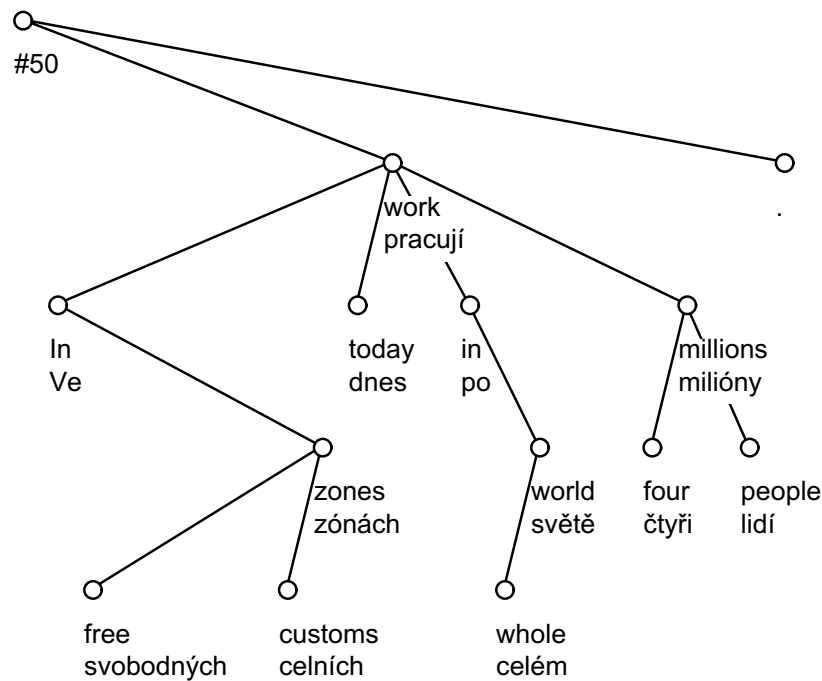 #50
work
pracují
.
In
Ve
today
dnes
in
po
millions
milióny
zones
zónách
world
světě
four
čtyři
people
lidí
free
svobodných
customs
celních
whole
celém